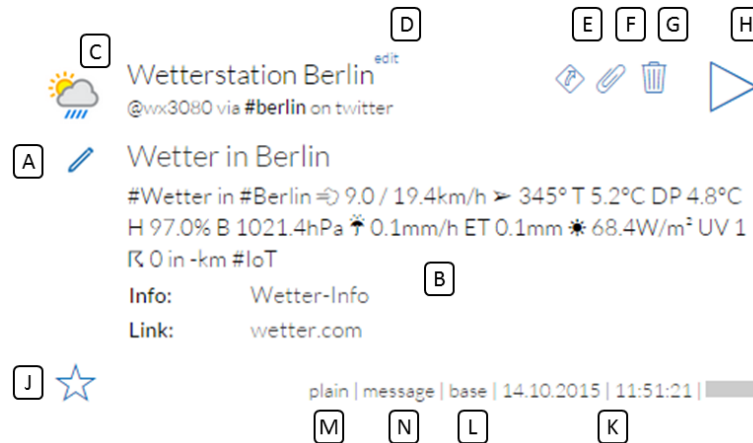 D E F G H
C
edit
Wetterstation Berlin
@wx3080 via #berlin on twitter
A
Wetter in Berlin
#Wetter in #Berlin 9.0 / 19.4km/h ➢ 345° T 5.2°C DP 4.8°C
H 97.0% B 1021.4hPa ☂ 0.1mm/h ET 0.1mm ☀ 68.4W/m² UV 1
☈ 0 in -km #IoT
B
Info: Wetter-Info
Link: wetter.com
J
plain | message | base | 14.10.2015 | 11:51:21 |
M N L K